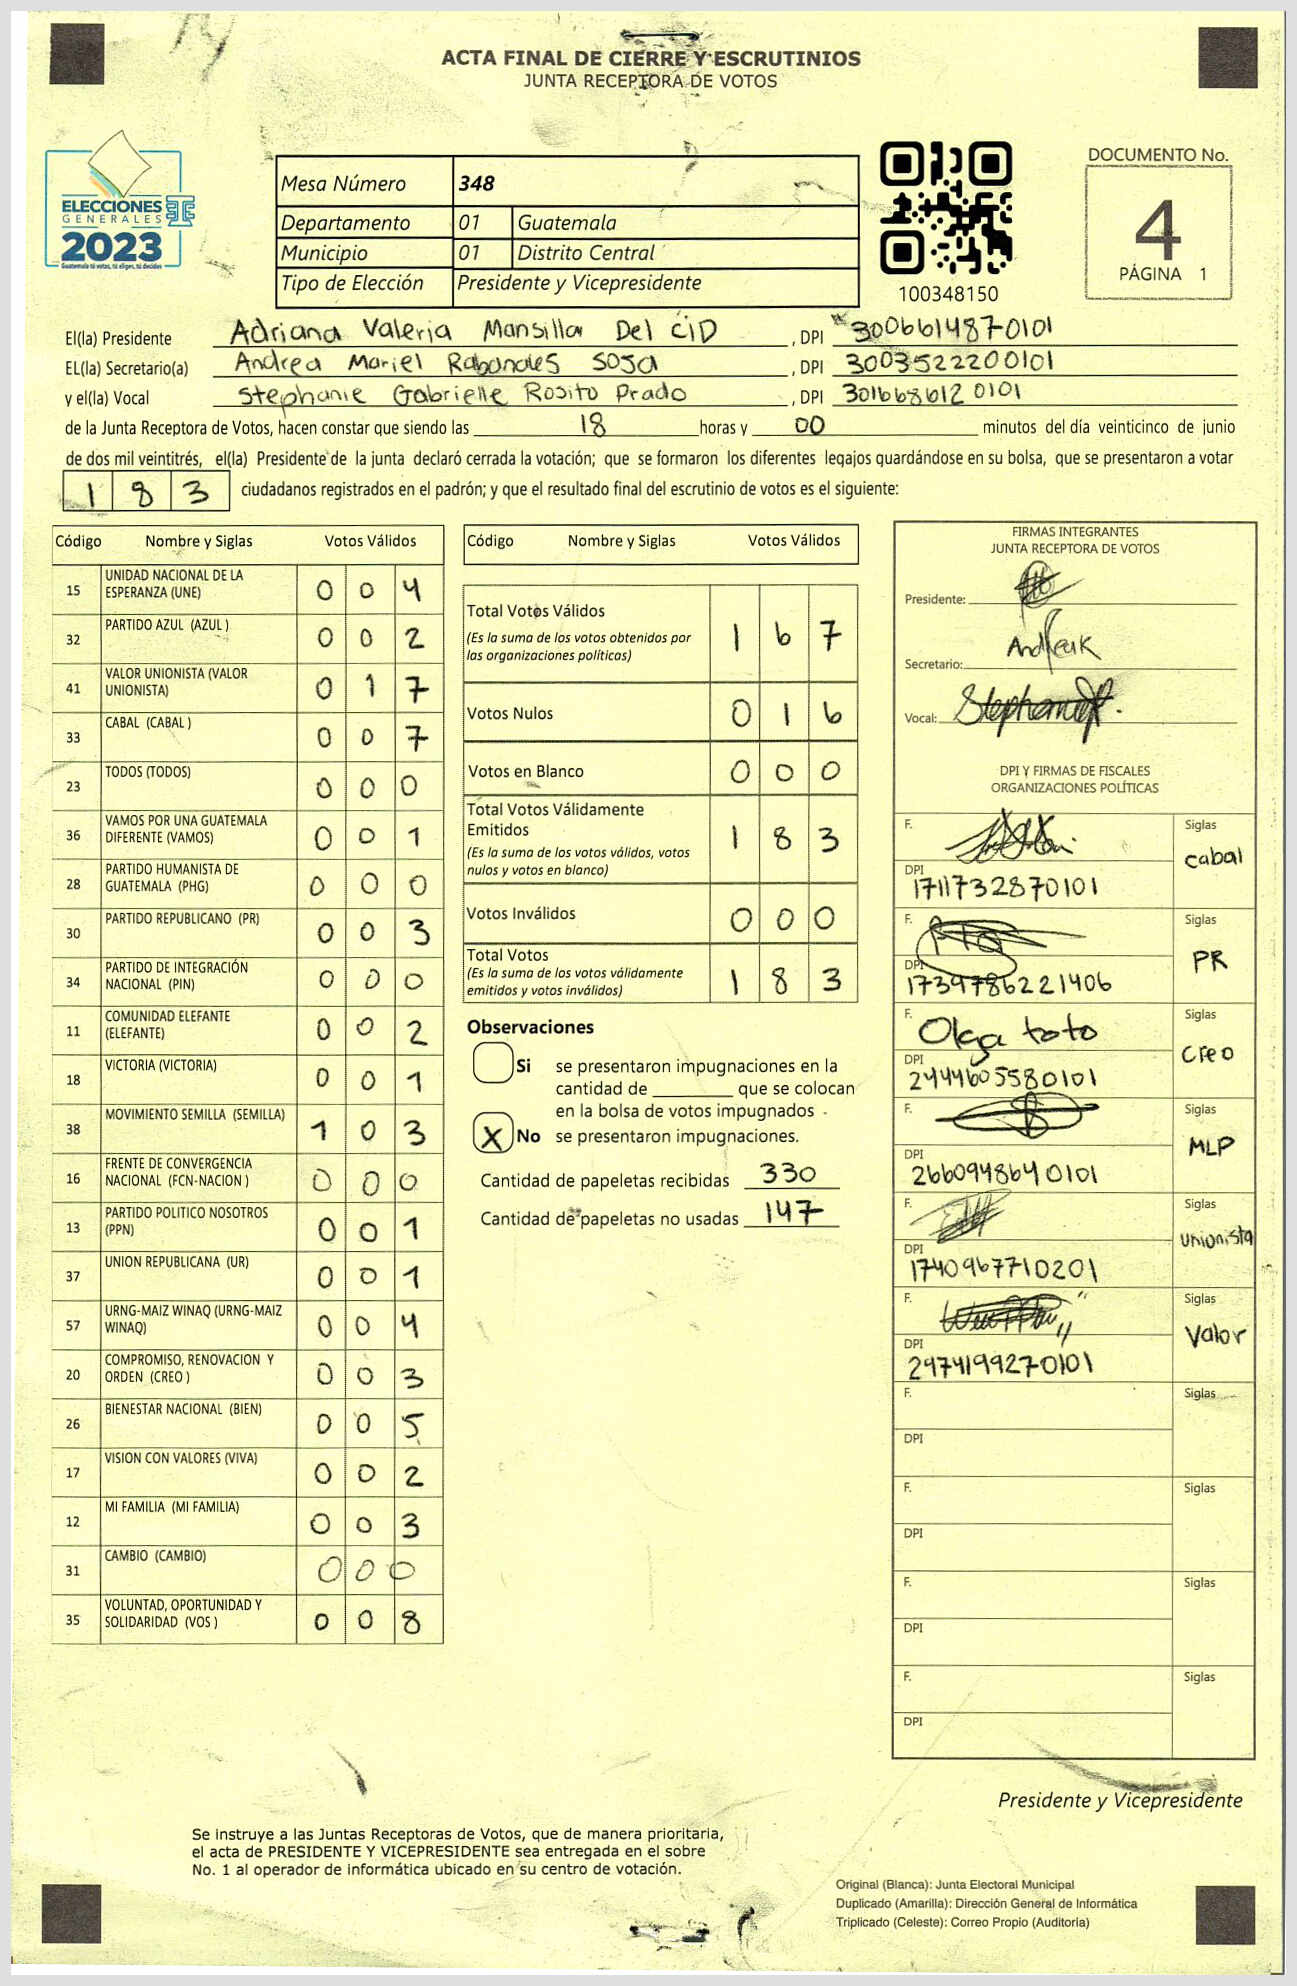 ACTA FINAL DE CIERRE Y ESCRUTINIOS
JUNTA RECEPTORA DE VOTOS
ELECCIONES
GENERALES
2023
Guatemala tú votas, tú eliges, tú decides
Mesa Número 348
Departamento 01 Guatemala
Municipio 01 Distrito Central
Tipo de Elección Presidente y Vicepresidente
100348150
DOCUMENTO No.
4
PÁGINA 1
El(la) Presidente Adriana Valeria Mansilla Del CiD , DPI 3006614870101
EL(la) Secretario(a) Andrea Mariel Rabanales Sosa , DPI 3003522200101
y el(la) Vocal Stephanie Gabrielle Rosito Prado , DPI 3016686120101
de la Junta Receptora de Votos, hacen constar que siendo las 18 horas y 00 minutos del día veinticinco de junio
de dos mil veintitrés, el(la) Presidente de la junta declaró cerrada la votación; que se formaron los diferentes legajos guardándose en su bolsa, que se presentaron a votar
183 ciudadanos registrados en el padrón; y que el resultado final del escrutinio de votos es el siguiente:
Código Nombre y Siglas Votos Válidos
15 UNIDAD NACIONAL DE LA ESPERANZA (UNE) 0 0 4
32 PARTIDO AZUL (AZUL ) 0 0 2
41 VALOR UNIONISTA (VALOR UNIONISTA) 0 1 7
33 CABAL (CABAL ) 0 0 7
23 TODOS (TODOS) 0 0 0
36 VAMOS POR UNA GUATEMALA DIFERENTE (VAMOS) 0 0 1
28 PARTIDO HUMANISTA DE GUATEMALA (PHG) 0 0 0
30 PARTIDO REPUBLICANO (PR) 0 0 3
34 PARTIDO DE INTEGRACIÓN NACIONAL (PIN) 0 0 0
11 COMUNIDAD ELEFANTE (ELEFANTE) 0 0 2
18 VICTORIA (VICTORIA) 0 0 1
38 MOVIMIENTO SEMILLA (SEMILLA) 1 0 3
16 FRENTE DE CONVERGENCIA NACIONAL (FCN-NACION ) 0 0 0
13 PARTIDO POLITICO NOSOTROS (PPN) 0 0 1
37 UNION REPUBLICANA (UR) 0 0 1
57 URNG-MAIZ WINAQ (URNG-MAIZ WINAQ) 0 0 4
20 COMPROMISO, RENOVACION Y ORDEN (CREO ) 0 0 3
26 BIENESTAR NACIONAL (BIEN) 0 0 5
17 VISION CON VALORES (VIVA) 0 0 2
12 MI FAMILIA (MI FAMILIA) 0 0 3
31 CAMBIO (CAMBIO) 0 0 0
35 VOLUNTAD, OPORTUNIDAD Y SOLIDARIDAD (VOS ) 0 0 8
Código Nombre y Siglas Votos Válidos
Total Votos Válidos 1 6 7
(Es la suma de los votos obtenidos por
las organizaciones políticas)
Votos Nulos 0 1 6
Votos en Blanco 0 0 0
Total Votos Válidamente
Emitidos 1 8 3
(Es la suma de los votos válidos, votos
nulos y votos en blanco)
Votos Inválidos 0 0 0
Total Votos 1 8 3
(Es la suma de los votos válidamente
emitidos y votos inválidos)
Observaciones
Si se presentaron impugnaciones en la
cantidad de ________ que se colocan
en la bolsa de votos impugnados
X No se presentaron impugnaciones.
Cantidad de papeletas recibidas 330
Cantidad de papeletas no usadas 147
FIRMAS INTEGRANTES
JUNTA RECEPTORA DE VOTOS
Presidente:
Secretario:
Vocal:
DPI Y FIRMAS DE FISCALES
ORGANIZACIONES POLÍTICAS
F. Siglas cabal
DPI 1711732870101
F. Siglas PR
DPI 1739786221406
F. Olga toto Siglas Creo
DPI 2444605580101
F. Siglas MLP
DPI 2660948640101
F. Siglas unionista
DPI 1740967710201
F. Siglas Valor
DPI 2974199270101
F. Siglas
DPI
F. Siglas
DPI
F. Siglas
DPI
F. Siglas
DPI
Presidente y Vicepresidente
Se instruye a las Juntas Receptoras de Votos, que de manera prioritaria,
el acta de PRESIDENTE Y VICEPRESIDENTE sea entregada en el sobre
No. 1 al operador de informática ubicado en su centro de votación.
Original (Blanca): Junta Electoral Municipal
Duplicado (Amarilla): Dirección General de Informática
Triplicado (Celeste): Correo Propio (Auditoria)